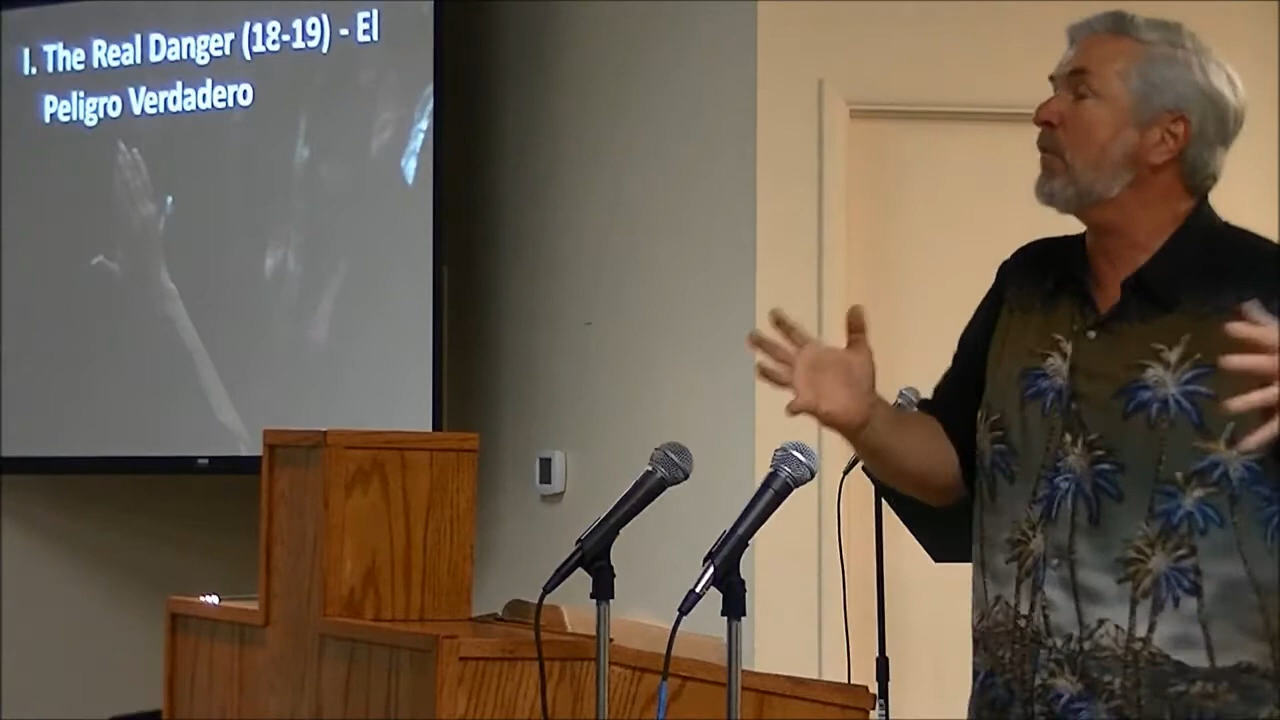 I. The Real Danger (18-19) - El
Peligro Verdadero